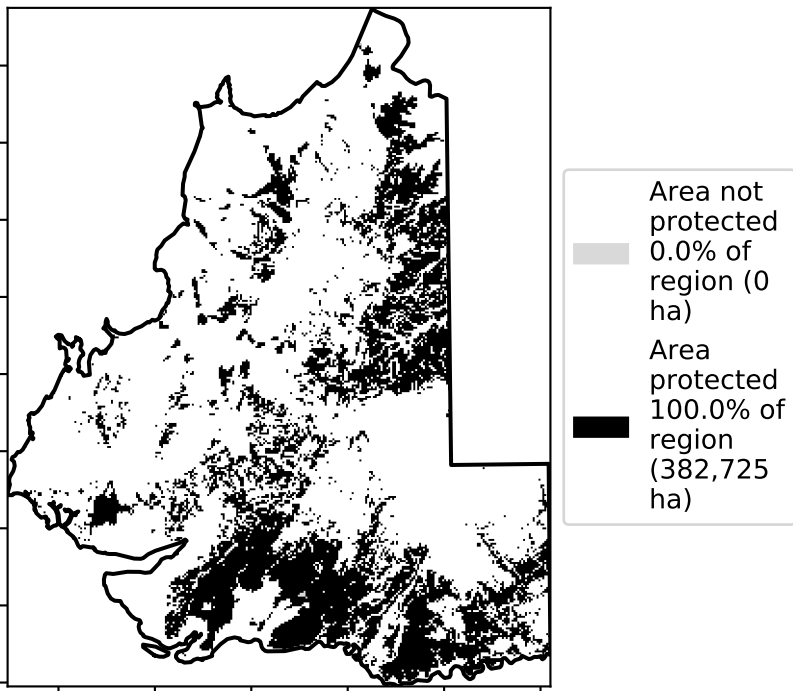 Area not
protected
0.0% of
region (0
ha)
Area
protected
100.0% of
region
(382,725
ha)